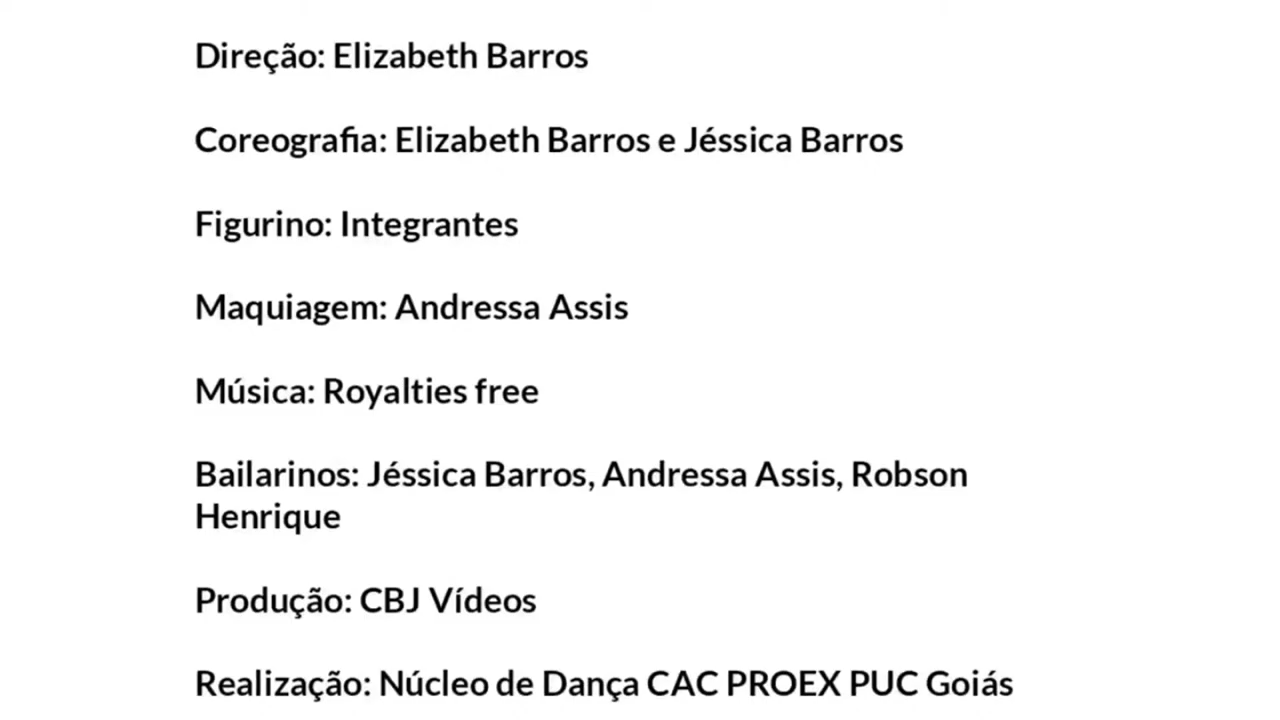 Direção: Elizabeth Barros
Coreografia: Elizabeth Barros e Jéssica Barros
Figurino: Integrantes
Maquiagem: Andressa Assis
Música: Royalties free
Bailarinos: Jéssica Barros, Andressa Assis, Robson
Henrique
Produção: CBJ Vídeos
Realização: Núcleo de Dança CAC PROEX PUC Goiás